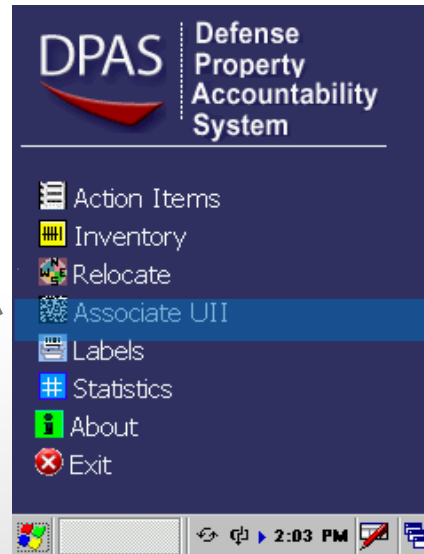 DPAS
Defense
Property
Accountability
System
Action Items
Inventory
Relocate
Associate UII
Labels
Statistics
About
Exit
2:03 PM